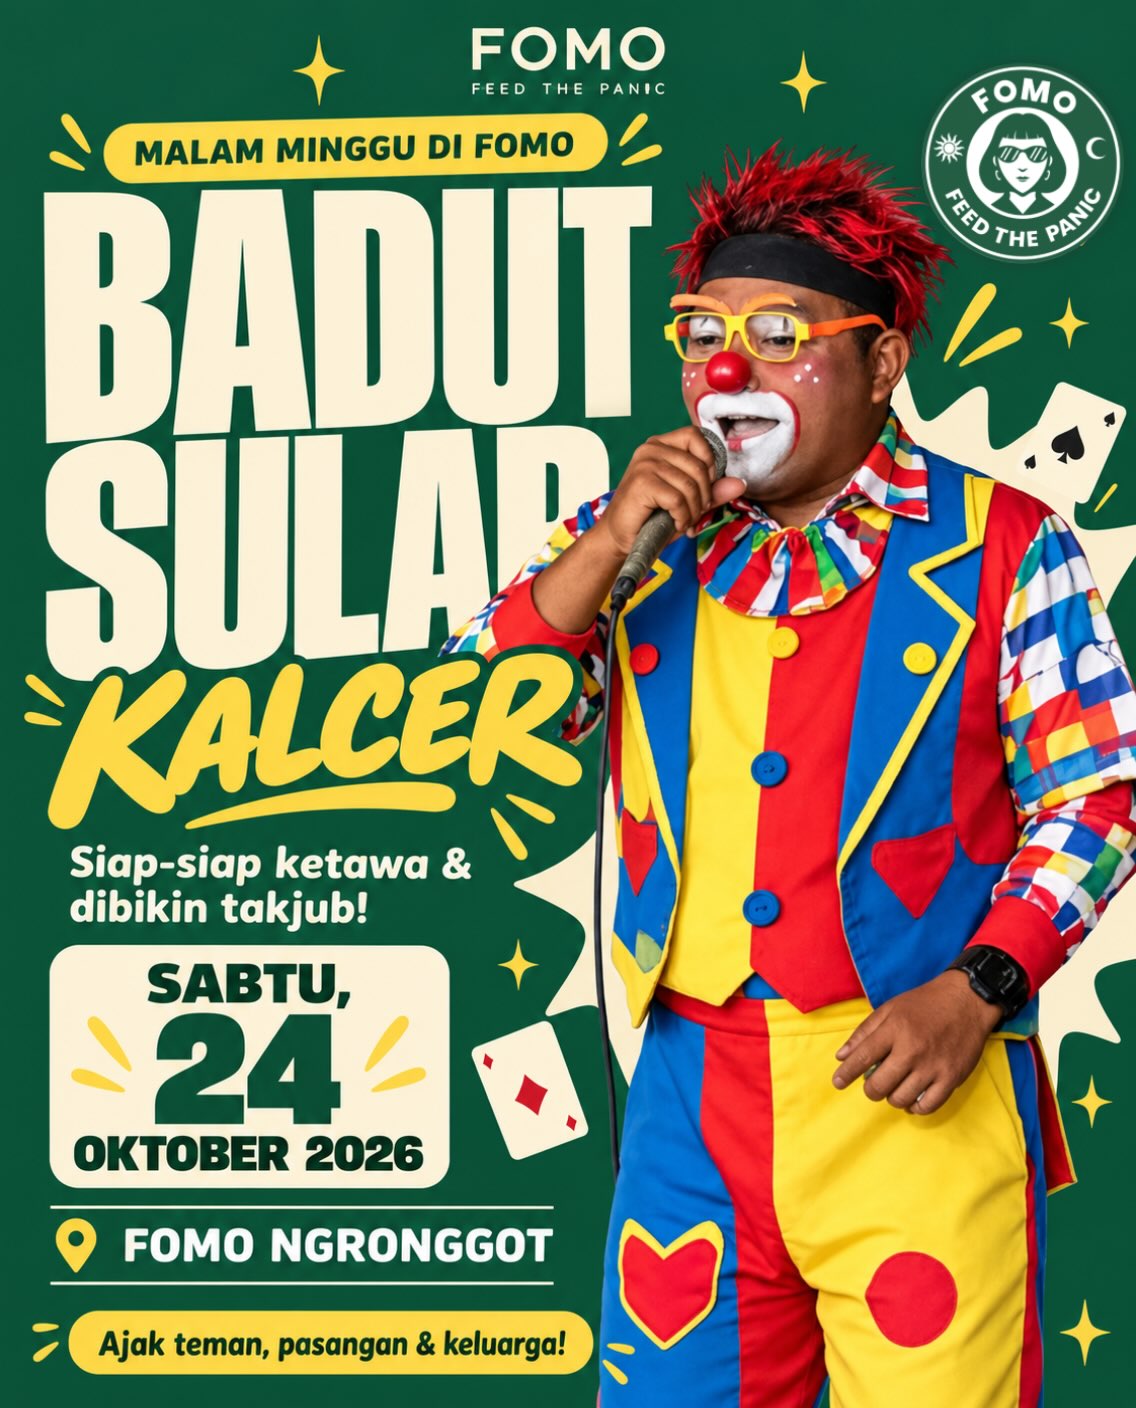 FOMO
FEED THE PANIC
MALAM MINGGU DI FOMO
BADUT
SULAP
KALCER
Siap-siap ketawa &
dibikin takjub!
SABTU,
24
OKTOBER 2026
FOMO NGRONGGOT
Ajak teman, pasangan & keluarga!
FOMO
FEED THE PANIC